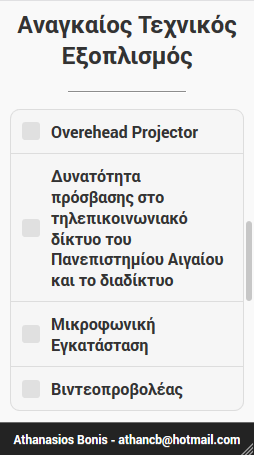 Αναγκαίος Τεχνικός
Εξοπλισμός
Overehead Projector
Δυνατότητα
πρόσβασης στο
τηλεπικοινωνιακό
δίκτυο του
Πανεπιστημίου Αιγαίου
και το διαδίκτυο
Μικροφωνική
Εγκατάσταση
Βιντεοπροβολέας
Athanasios Bonis - athancb@hotmail.com